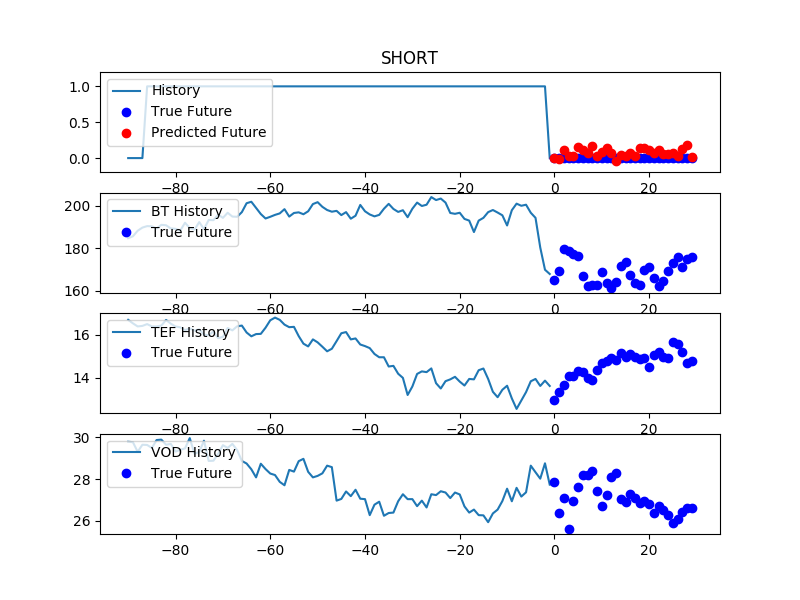 SHORT
1.0
0.5
0.0
History
True Future
Predicted Future
−80 −60 −40 −20 0 20
200
180
160
BT History
True Future
−80 −60 −40 −20 0 20
16
14
TEF History
True Future
−80 −60 −40 −20 0 20
30
28
26
VOD History
True Future
−80 −60 −40 −20 0 20